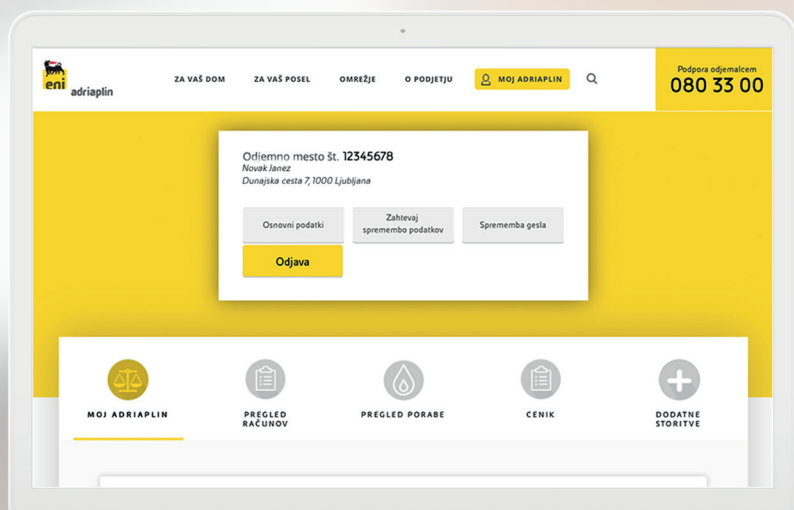 eni
adriaplin
ZA VAŠ DOM
ZA VAŠ POSEL
OMREŽJE
O PODJETJU
MOJ ADRIAPLIN
Podpora odjemalcem
080 33 00
Odjemno mesto št. 12345678
Novak Janez
Dunajska cesta 7, 1000 Ljubljana
Osnovni podatki
Zahtevaj
spremembo podatkov
Sprememba gesla
Odjava
MOJ ADRIAPLIN
PREGLED
RAČUNOV
PREGLED PORABE
CENIK
DODATNE
STORITVE